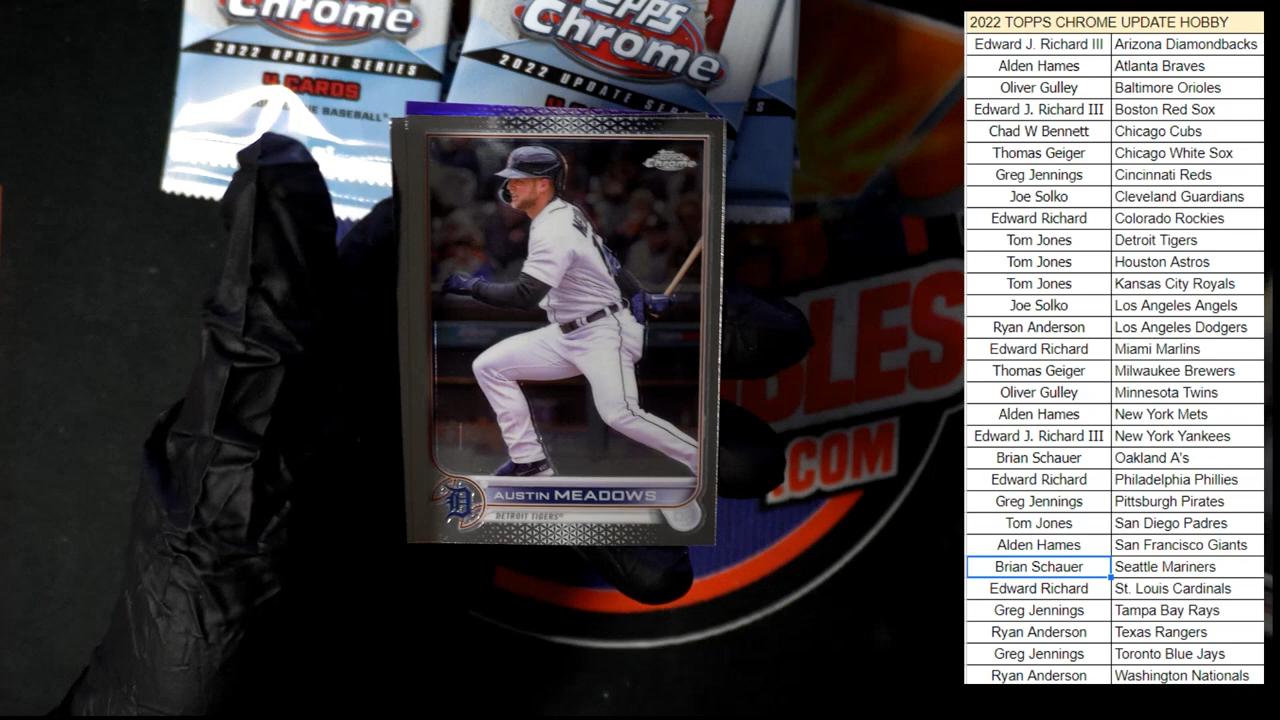 Chrome
2022 UPDATE SERIES
4 CARDS
BASEBALL
TOPPS
Chrome
2022 UPDATE SE
S
Topps
Chrome
AUSTIN MEADOWS
DETROIT TIGERS
LES
.COM
2022 TOPPS CHROME UPDATE HOBBY
Edward J. Richard III Arizona Diamondbacks
Alden Hames Atlanta Braves
Oliver Gulley Baltimore Orioles
Edward J. Richard III Boston Red Sox
Chad W Bennett Chicago Cubs
Thomas Geiger Chicago White Sox
Greg Jennings Cincinnati Reds
Joe Solko Cleveland Guardians
Edward Richard Colorado Rockies
Tom Jones Detroit Tigers
Tom Jones Houston Astros
Tom Jones Kansas City Royals
Joe Solko Los Angeles Angels
Ryan Anderson Los Angeles Dodgers
Edward Richard Miami Marlins
Thomas Geiger Milwaukee Brewers
Oliver Gulley Minnesota Twins
Alden Hames New York Mets
Edward J. Richard III New York Yankees
Brian Schauer Oakland A's
Edward Richard Philadelphia Phillies
Greg Jennings Pittsburgh Pirates
Tom Jones San Diego Padres
Alden Hames San Francisco Giants
Brian Schauer Seattle Mariners
Edward Richard St. Louis Cardinals
Greg Jennings Tampa Bay Rays
Ryan Anderson Texas Rangers
Greg Jennings Toronto Blue Jays
Ryan Anderson Washington Nationals